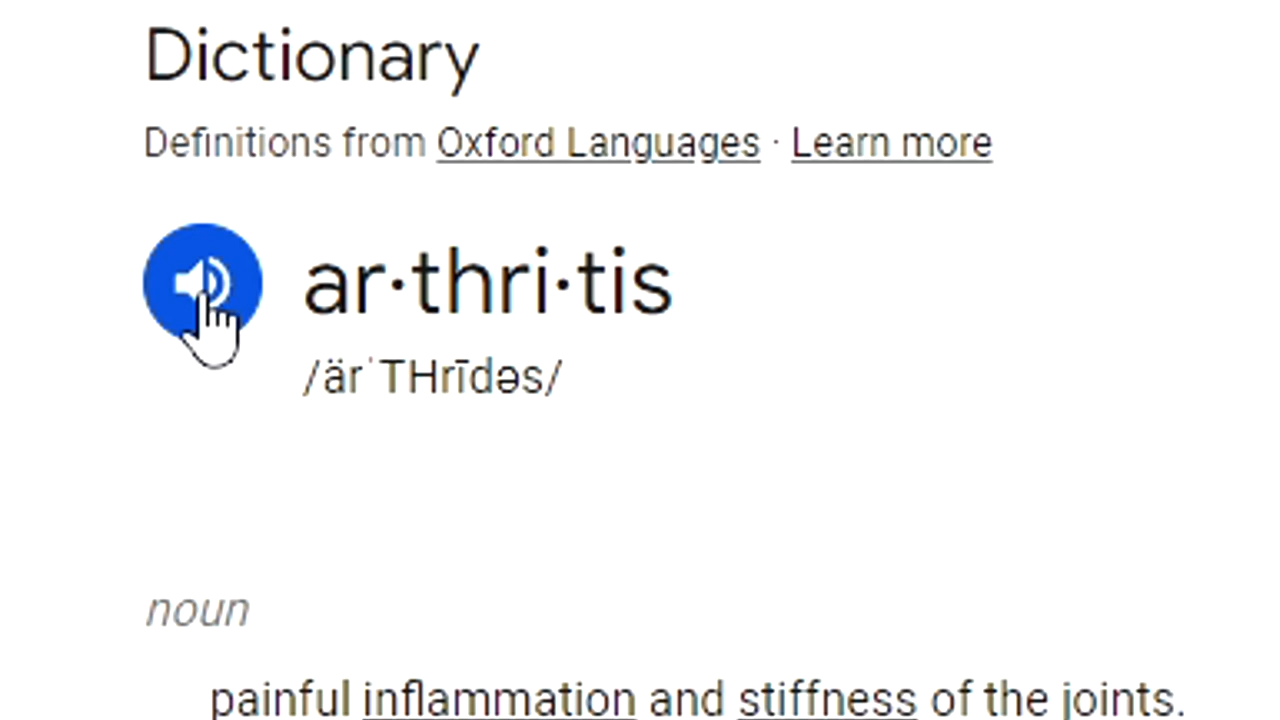 Dictionary
Definitions from Oxford Languages · Learn more
ar·thri·tis
/ärˈTHrīdəs/
noun
painful inflammation and stiffness of the joints.